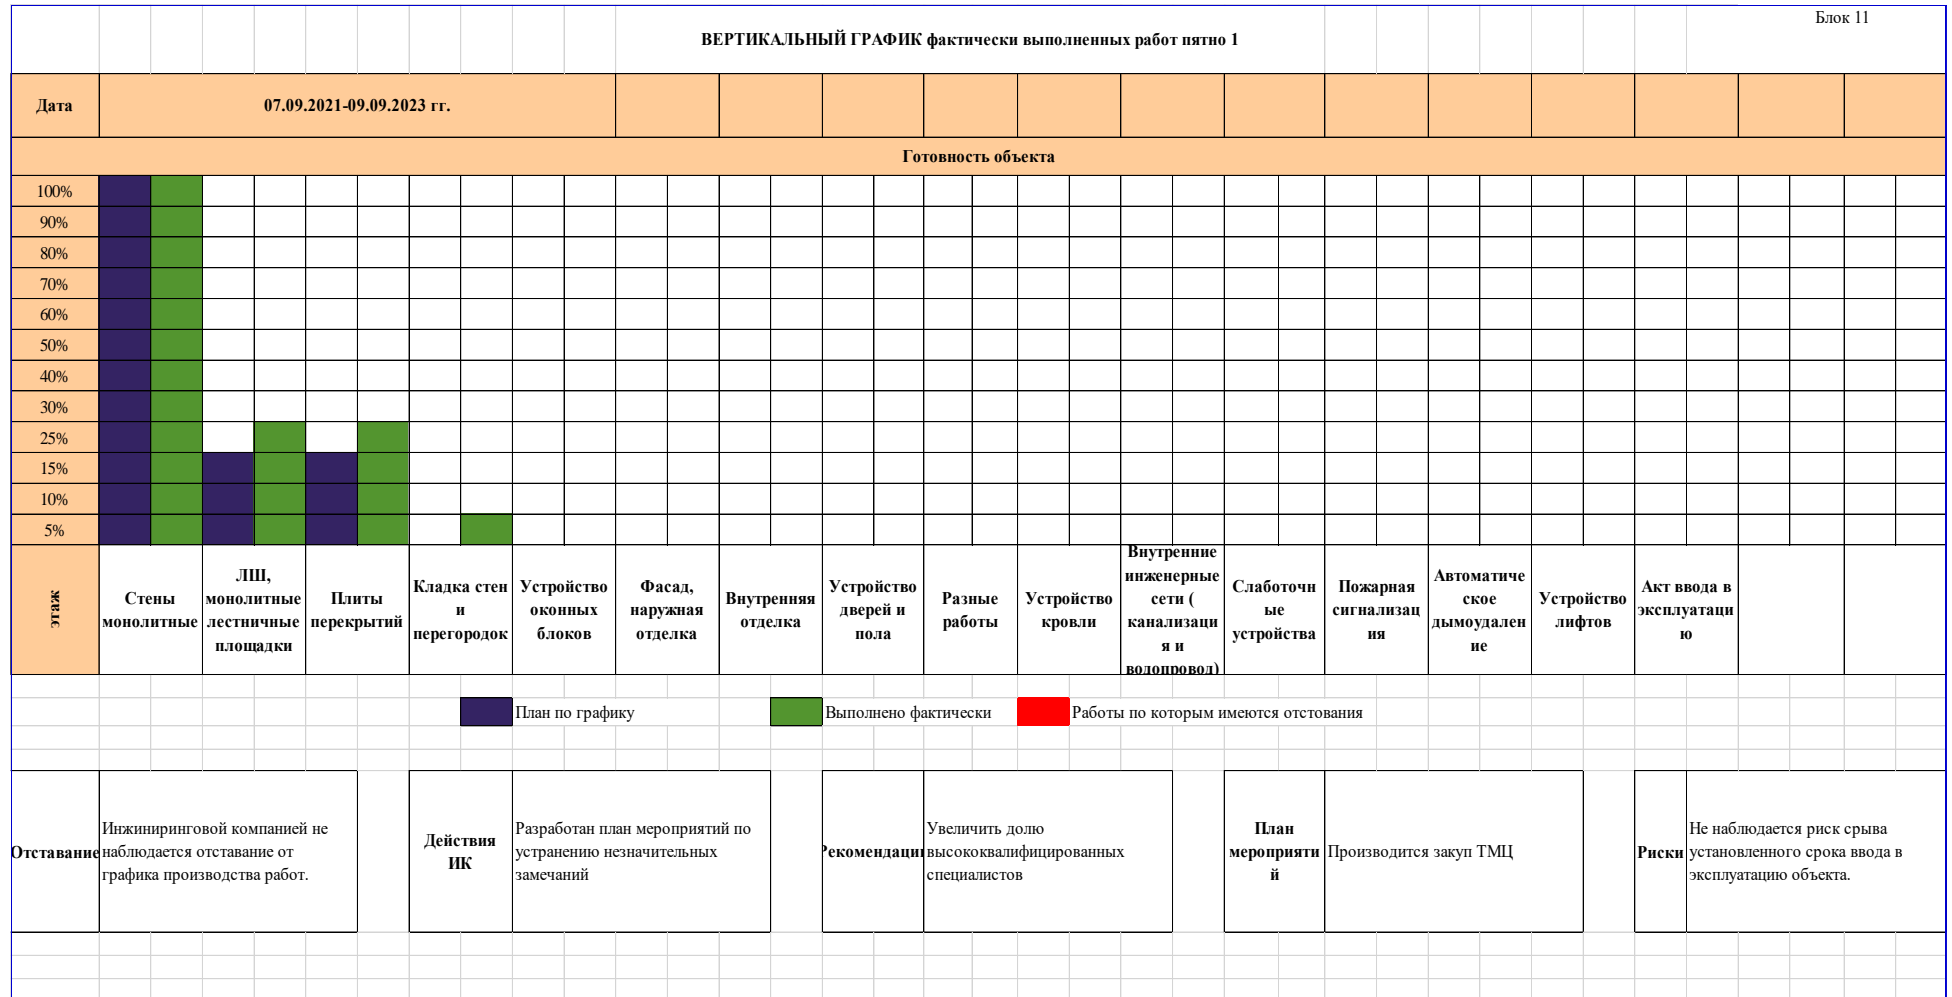 Блок 11
ВЕРТИКАЛЬНЫЙ ГРАФИК фактически выполненных работ пятно 1
Дата
07.09.2021-09.09.2023 гг.
Готовность объекта
100%
90%
80%
70%
60%
50%
40%
30%
25%
15%
10%
5%
этаж
Стены
монолитные
ЛШ,
монолитные
лестничные
площадки
Плиты
перекрытий
Кладка стен
и
перегородок
Устройство
оконных
блоков
Фасад,
наружная
отделка
Внутренняя
отделка
Устройство
дверей и
пола
Разные
работы
Устройство
кровли
Внутренние
инженерные
сети (
канализаци
я и
водопровод)
Слаботочн
ые
устройства
Пожарная
сигнализац
ия
Автоматиче
ское
дымоудален
ие
Устройство
лифтов
Акт ввода в
эксплуатаци
ю
План по графику
Выполнено фактически
Работы по которым имеются отстования
Отставание
Инжиниринговой компанией не
наблюдается отставание от
графика производства работ.
Действия
ИК
Разработан план мероприятий по
устранению незначительных
замечаний
Рекомендации
Увеличить долю
высококвалифицированных
специалистов
План
мероприяти
й
Производится закуп ТМЦ
Риски
Не наблюдается риск срыва
установленного срока ввода в
эксплуатацию объекта.